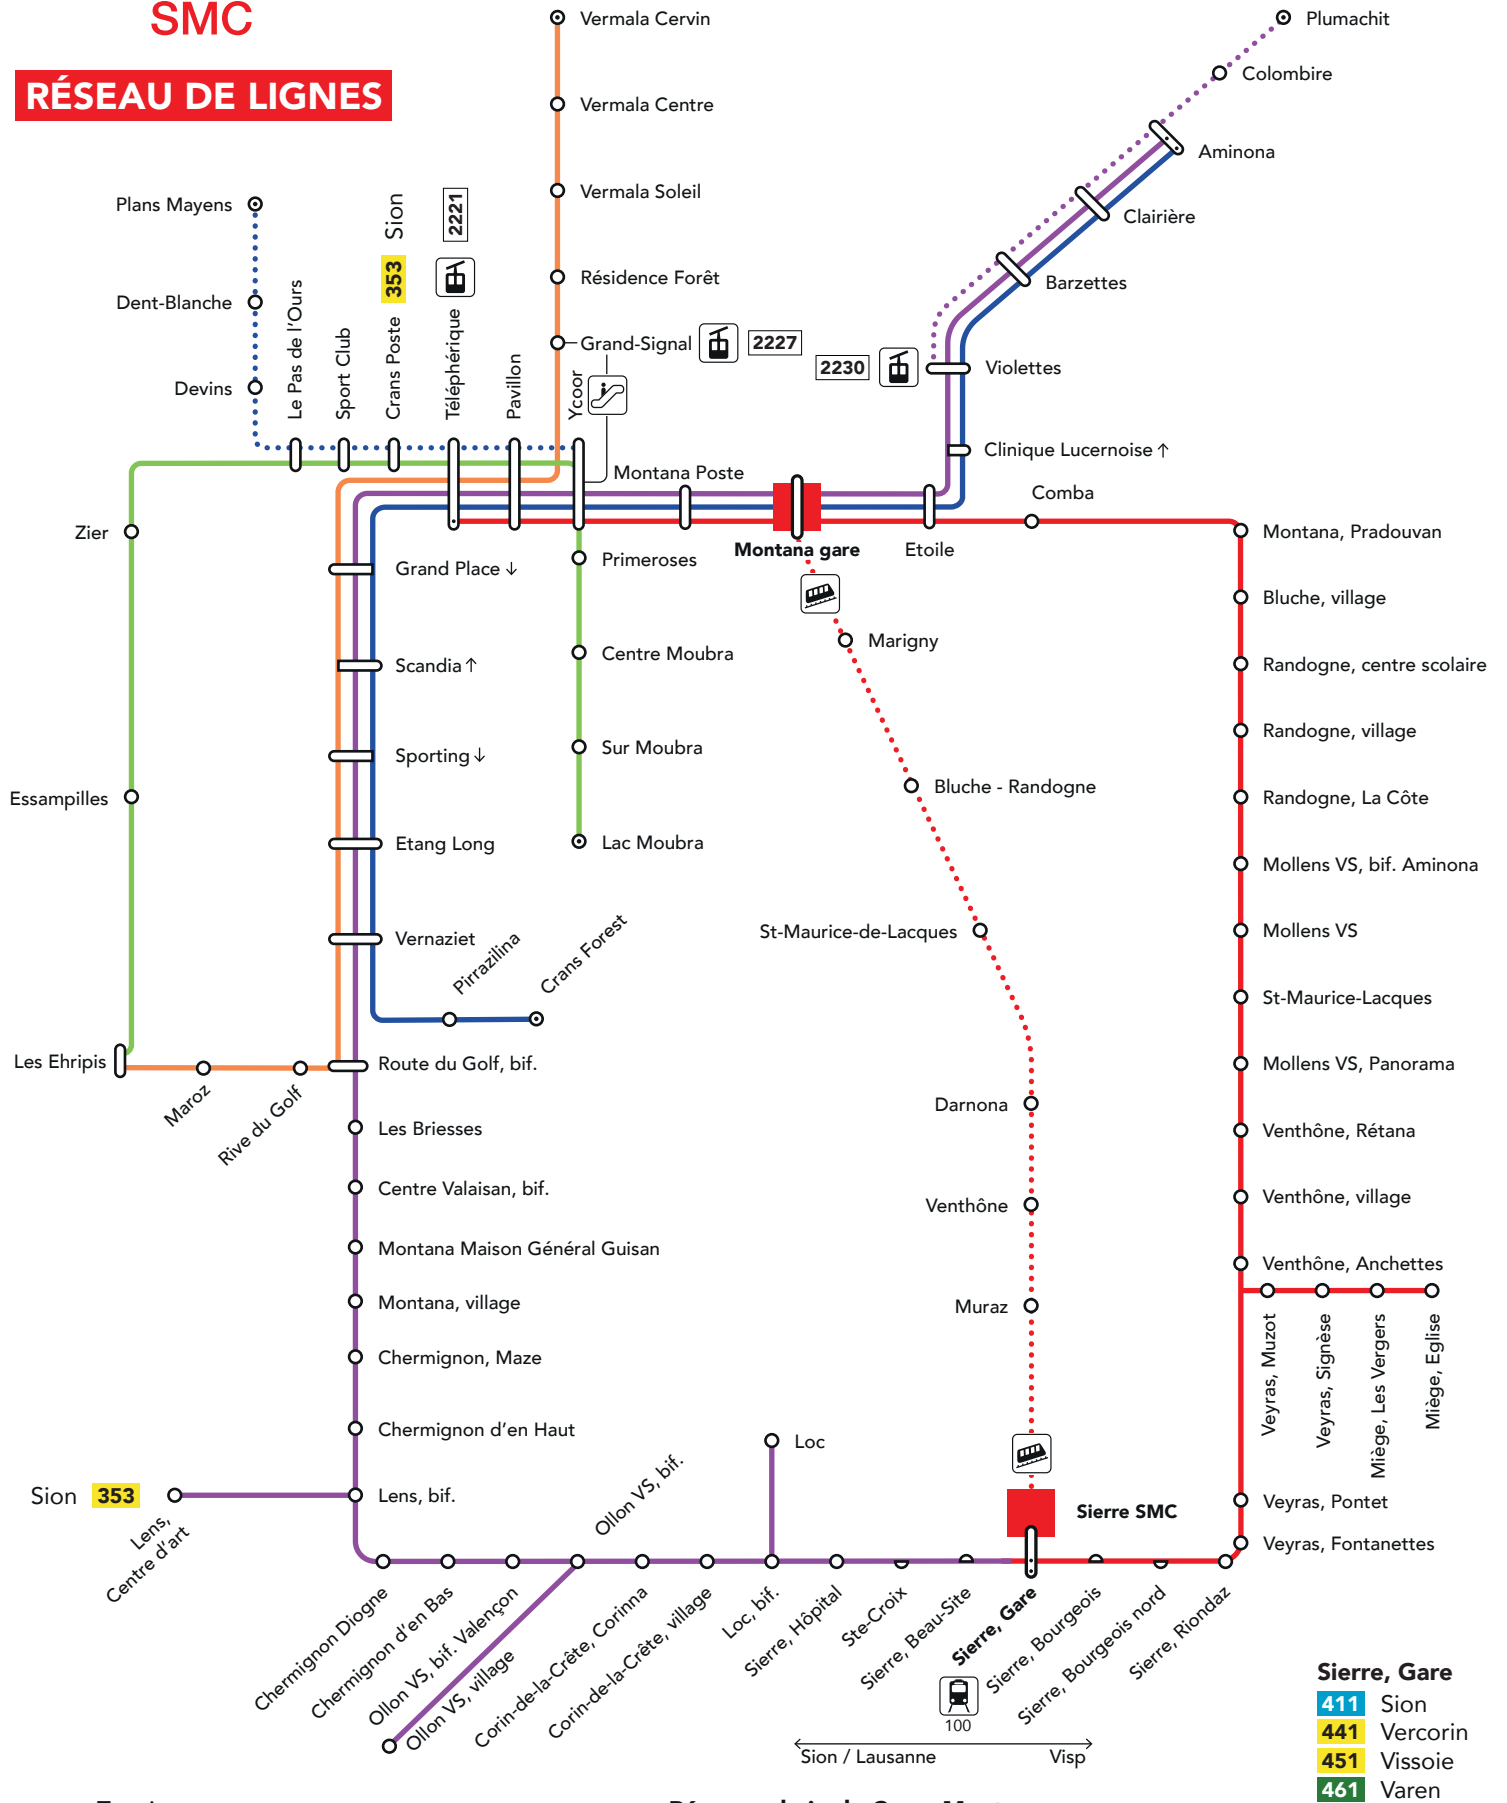 SMC
RÉSEAU DE LIGNES
Vermala Cervin
Vermala Centre
Vermala Soleil
Résidence Forêt
Grand-Signal
2227
Plumachit
Colombire
Aminona
Clairière
Barzettes
2230
Violettes
Clinique Lucernoise ↑
Plans Mayens
Dent-Blanche
Devins
Le Pas de l'Ours
Sport Club
Crans Poste
353
Sion
Téléphérique
2221
Pavillon
Ycoor
Montana Poste
Montana gare
Etoile
Comba
Zier
Essampilles
Les Ehripis
Maroz
Rive du Golf
Grand Place ↓
Scandia ↑
Sporting ↓
Etang Long
Vernaziet
Pirrazilina
Crans Forest
Route du Golf, bif.
Les Briesses
Centre Valaisan, bif.
Montana Maison Général Guisan
Montana, village
Chermignon, Maze
Chermignon d'en Haut
Lens, bif.
Sion 353
Lens,
Centre d'art
Primeroses
Centre Moubra
Sur Moubra
Lac Moubra
Marigny
Bluche - Randogne
St-Maurice-de-Lacques
Darnona
Venthône
Muraz
Sierre SMC
Montana, Pradouvan
Bluche, village
Randogne, centre scolaire
Randogne, village
Randogne, La Côte
Mollens VS, bif. Aminona
Mollens VS
St-Maurice-Lacques
Mollens VS, Panorama
Venthône, Rétana
Venthône, village
Venthône, Anchettes
Veyras, Muzot
Veyras, Signèse
Miège, Les Vergers
Miège, Eglise
Veyras, Pontet
Veyras, Fontanettes
Chermignon Diogne
Chermignon d'en Bas
Ollon VS, bif. Valençon
Ollon VS, village
Ollon VS, bif.
Corin-de-la-Crête, Corinna
Corin-de-la-Crête, village
Loc
Loc, bif.
Sierre, Hôpital
Ste-Croix
Sierre, Beau-Site
Sierre, Gare
Sierre, Bourgeois
Sierre, Bourgeois nord
Sierre, Riondaz
100
Sion / Lausanne
Visp
Sierre, Gare
411 Sion
441 Vercorin
451 Vissoie
461 Varen